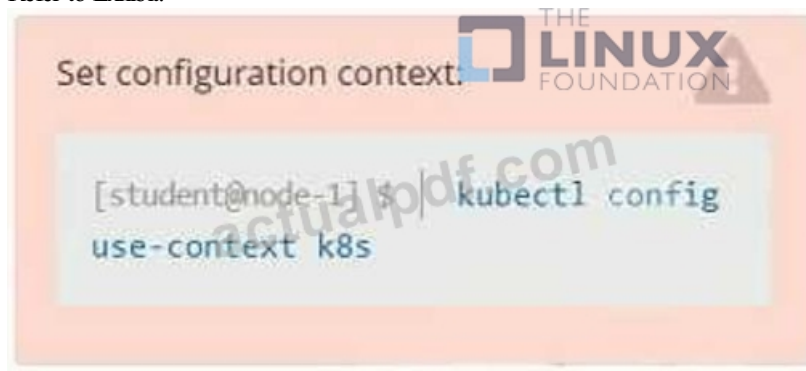 THE
LINUX
FOUNDATION
Set configuration context:
[student@node-1] $ | kubectl config
use-context k8s
actualpdf.com